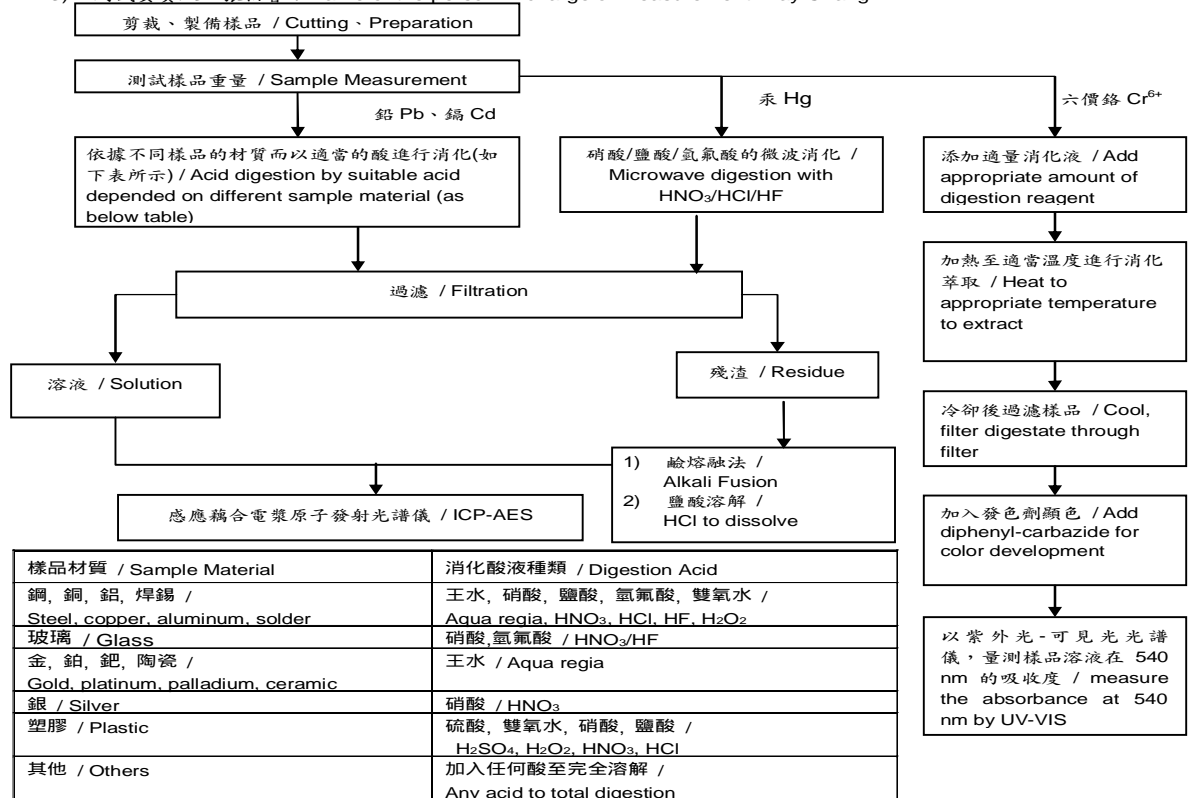 剪裁、製備樣品 / Cutting、Preparation
測試樣品重量 / Sample Measurement
鉛 Pb、鎘 Cd
汞 Hg
六價鉻 Cr⁶⁺
依據不同樣品的材質而以適當的酸進行消化(如
下表所示) / Acid digestion by suitable acid
depended on different sample material (as
below table)
硝酸/鹽酸/氫氟酸的微波消化 /
Microwave digestion with
HNO₃/HCl/HF
添加適量消化液 / Add
appropriate amount of
digestion reagent
過濾 / Filtration
加熱至適當溫度進行消化
萃取 / Heat to
appropriate temperature
to extract
溶液 / Solution
殘渣 / Residue
冷卻後過濾樣品 / Cool,
filter digestate through
filter
1) 鹼熔融法 /
Alkali Fusion
2) 鹽酸溶解 /
HCl to dissolve
感應藕合電漿原子發射光譜儀 / ICP-AES
加入發色劑顯色 / Add
diphenyl-carbazide for
color development
以紫外光-可見光光譜
儀，量測樣品溶液在 540
nm 的吸收度 / measure
the absorbance at 540
nm by UV-VIS
樣品材質 / Sample Material
消化酸液種類 / Digestion Acid
鋼, 銅, 鋁, 焊錫 /
Steel, copper, aluminum, solder
王水, 硝酸, 鹽酸, 氫氟酸, 雙氧水 /
Aqua regia, HNO₃, HCl, HF, H₂O₂
玻璃 / Glass
硝酸,氫氟酸 / HNO₃/HF
金, 鉑, 鈀, 陶瓷 /
Gold, platinum, palladium, ceramic
王水 / Aqua regia
銀 / Silver
硝酸 / HNO₃
塑膠 / Plastic
硫酸, 雙氧水, 硝酸, 鹽酸 /
H₂SO₄, H₂O₂, HNO₃, HCl
其他 / Others
加入任何酸至完全溶解 /
Any acid to total digestion